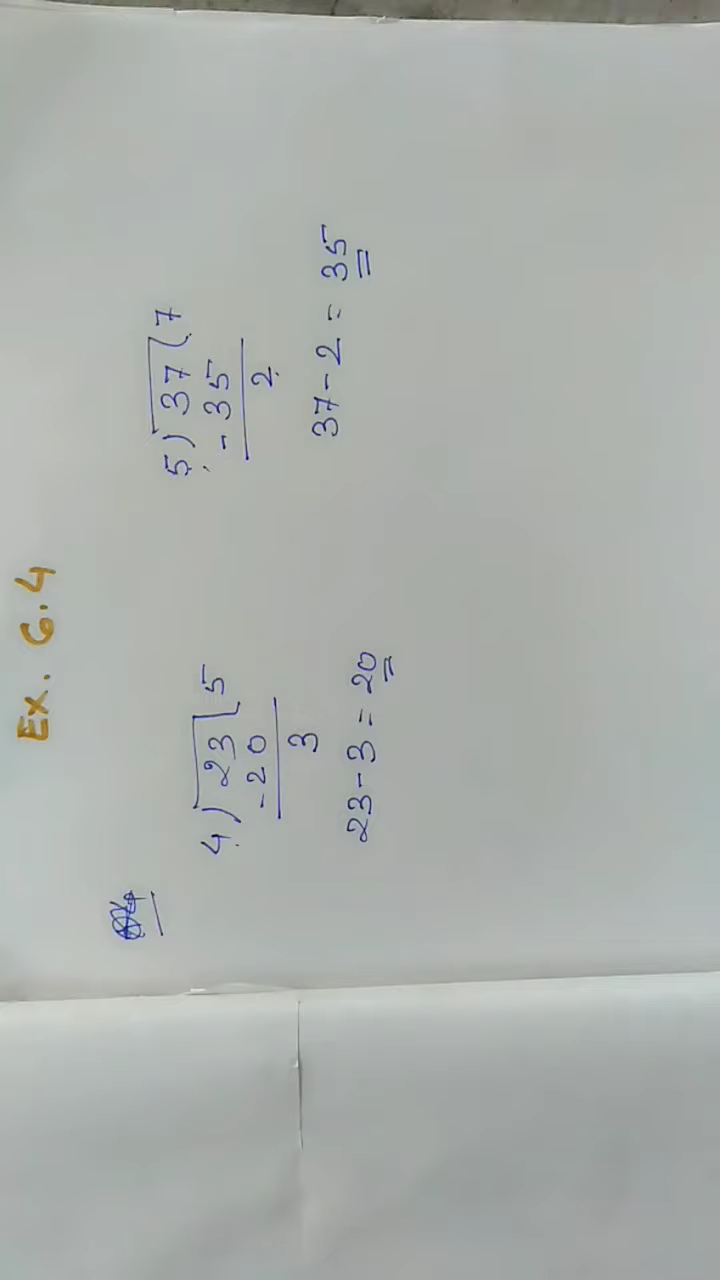 Ex. 6.4
4 ) 23 ( 5
-20
3
23-3 = 20
5 ) 37 ( 7
-35
2
37-2 = 35